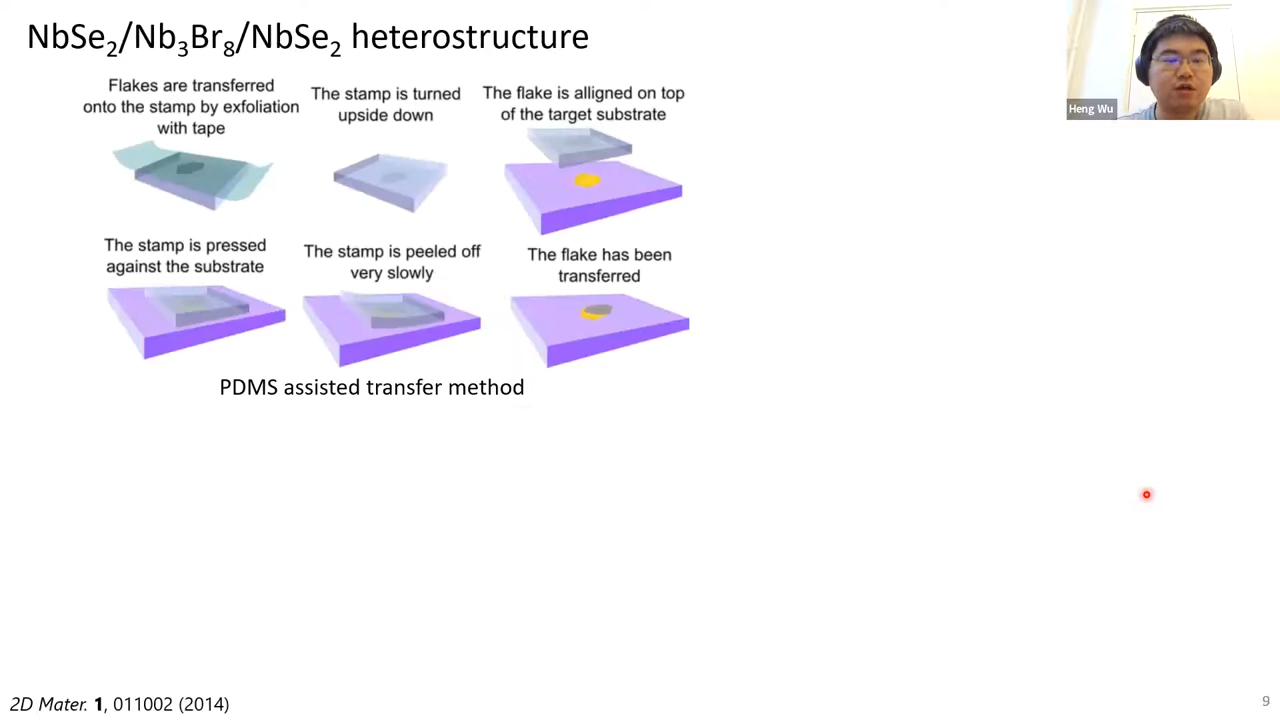 NbSe2/Nb3Br8/NbSe2 heterostructure
Heng Wu
Flakes are transferred
onto the stamp by exfoliation
with tape
The stamp is turned
upside down
The flake is alligned on top
of the target substrate
The stamp is pressed
against the substrate
The stamp is peeled off
very slowly
The flake has been
transferred
PDMS assisted transfer method
2D Mater. 1, 011002 (2014)
9